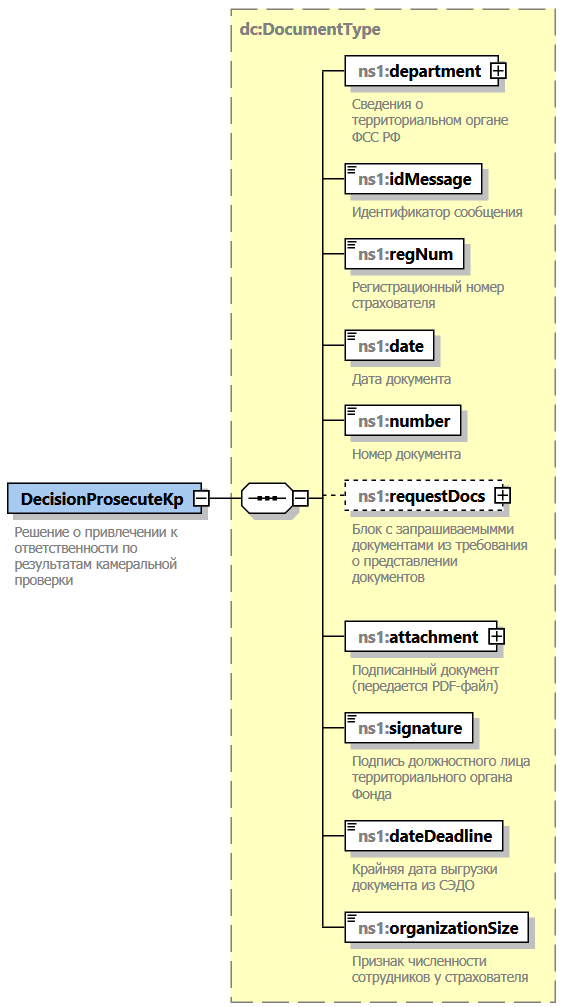 dc:DocumentType
ns1:department
Сведения о
территориальном органе
ФСС РФ
ns1:idMessage
Идентификатор сообщения
ns1:regNum
Регистрационный номер
страхователя
ns1:date
Дата документа
ns1:number
Номер документа
DecisionProsecuteKp
Решение о привлечении к
ответственности по
результатам камеральной
проверки
ns1:requestDocs
Блок с запрашиваемымми
документами из требования
о представлении
документов
ns1:attachment
Подписанный документ
(передается PDF-файл)
ns1:signature
Подпись должностного лица
территориального органа
Фонда
ns1:dateDeadline
Крайняя дата выгрузки
документа из СЭДО
ns1:organizationSize
Признак численности
сотрудников у страхователя